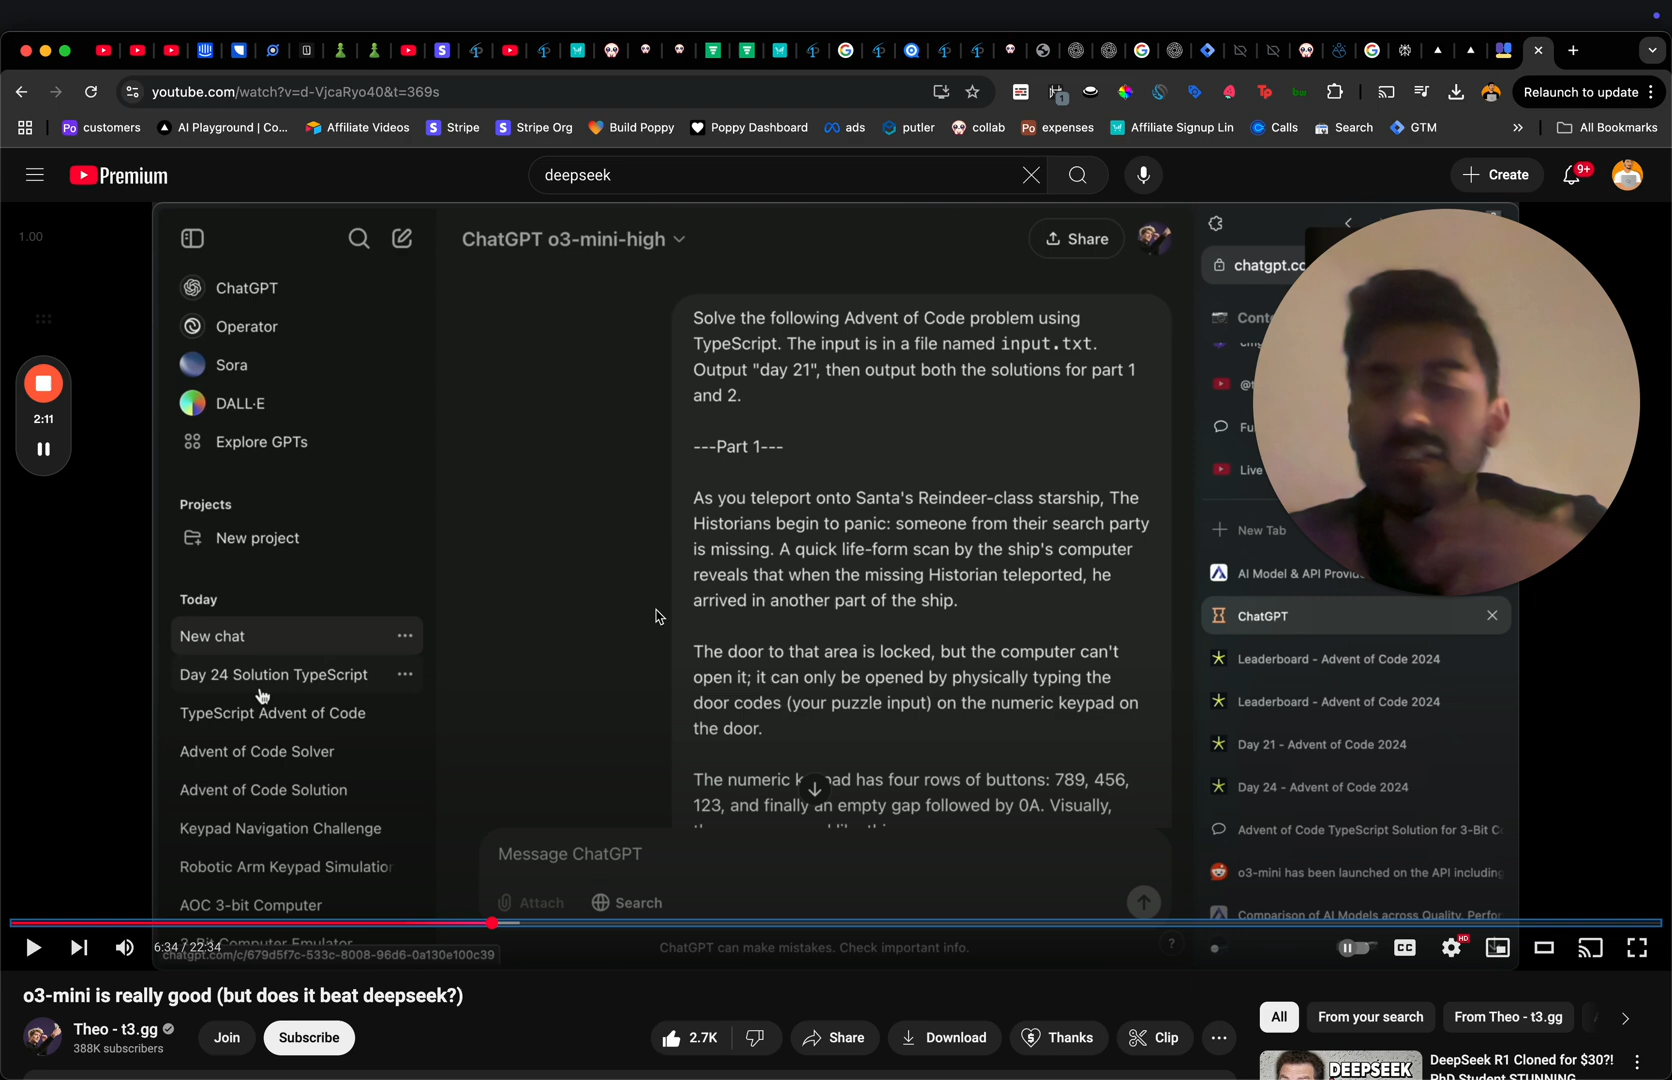 youtube.com/watch?v=d-VjcaRyo40&t=369s
1
Relaunch to update
customers
AI Playground | Co...
Affiliate Videos
Stripe
Stripe Org
Build Poppy
Poppy Dashboard
ads
putler
collab
expenses
Affiliate Signup Lin
Calls
Search
GTM
All Bookmarks
Premium
deepseek
Create
9+
1.00
2:11
ChatGPT o3-mini-high
Share
ChatGPT
Operator
Sora
DALL·E
Explore GPTs
Projects
New project
Today
New chat
Day 24 Solution TypeScript
TypeScript Advent of Code
Advent of Code Solver
Advent of Code Solution
Keypad Navigation Challenge
Robotic Arm Keypad Simulation
AOC 3-bit Computer
3-Bit Computer Emulator
Solve the following Advent of Code problem using
TypeScript. The input is in a file named input.txt.
Output "day 21", then output both the solutions for part 1
and 2.
---Part 1---
As you teleport onto Santa's Reindeer-class starship, The
Historians begin to panic: someone from their search party
is missing. A quick life-form scan by the ship's computer
reveals that when the missing Historian teleported, he
arrived in another part of the ship.
The door to that area is locked, but the computer can't
open it; it can only be opened by physically typing the
door codes (your puzzle input) on the numeric keypad on
the door.
The numeric keypad has four rows of buttons: 789, 456,
123, and finally an empty gap followed by 0A. Visually,
Message ChatGPT
Attach
Search
ChatGPT can make mistakes. Check important info.
?
chatgpt.co
Conte
@t
Fu
Live
New Tab
AI Model & API Provid
ChatGPT
Leaderboard - Advent of Code 2024
Leaderboard - Advent of Code 2024
Day 21 - Advent of Code 2024
Day 24 - Advent of Code 2024
Advent of Code TypeScript Solution for 3-Bit C
o3-mini has been launched on the API including
Comparison of AI Models across Quality, Perfor
6:34 / 22:34
chatgpt.com/c/679d5f7c-533c-8008-96d6-0a130e100c39
CC
HD
o3-mini is really good (but does it beat deepseek?)
Theo - t3.gg
388K subscribers
Join
Subscribe
2.7K
Share
Download
Thanks
Clip
All
From your search
From Theo - t3.gg
DEEPSEEK
DeepSeek R1 Cloned for $30?!
PhD Student STUNNING